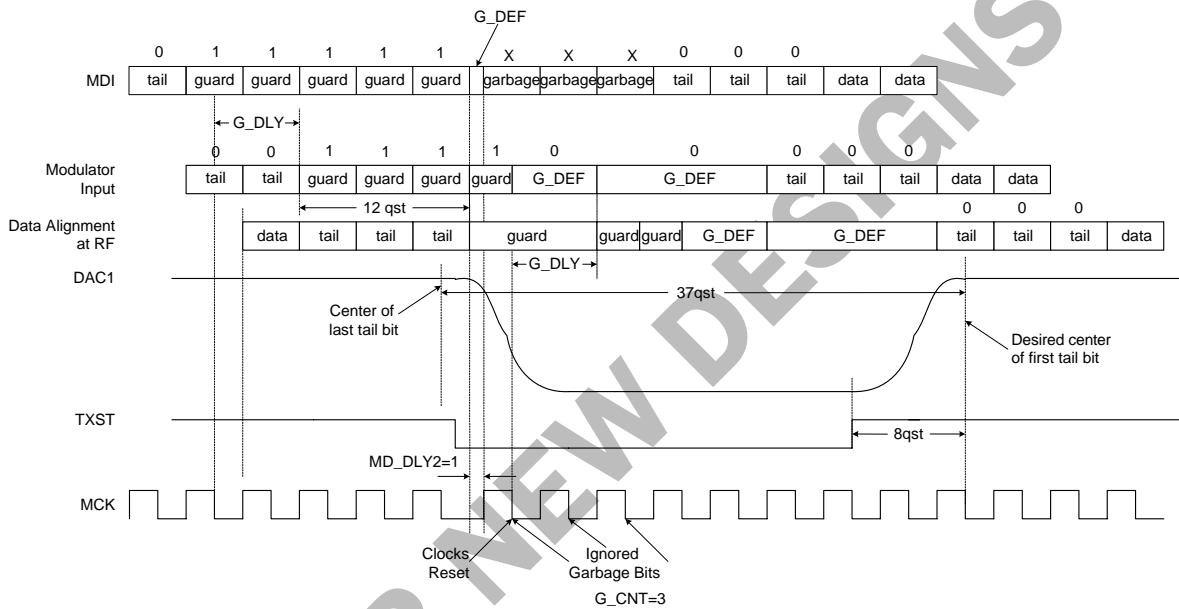 G_DEF
0 1 1 1 1 1 X X X 0 0 0
MDI tail guard guard guard guard guard garbage garbage garbage tail tail tail data data
G_DLY
0 0 1 1 1 1 0 0 0 0 0
Modulator
Input
tail tail guard guard guard guard G_DEF G_DEF tail tail tail data data
12 qst
0 0 0
Data Alignment
at RF
data tail tail tail guard guard guard G_DEF G_DEF tail tail tail data
G_DLY
DAC1
37qst
Center of
last tail bit
Desired center
of first tail bit
TXST
8qst
MD_DLY2=1
MCK
Clocks
Reset
Ignored
Garbage Bits
G_CNT=3
R NEW DESIGNS